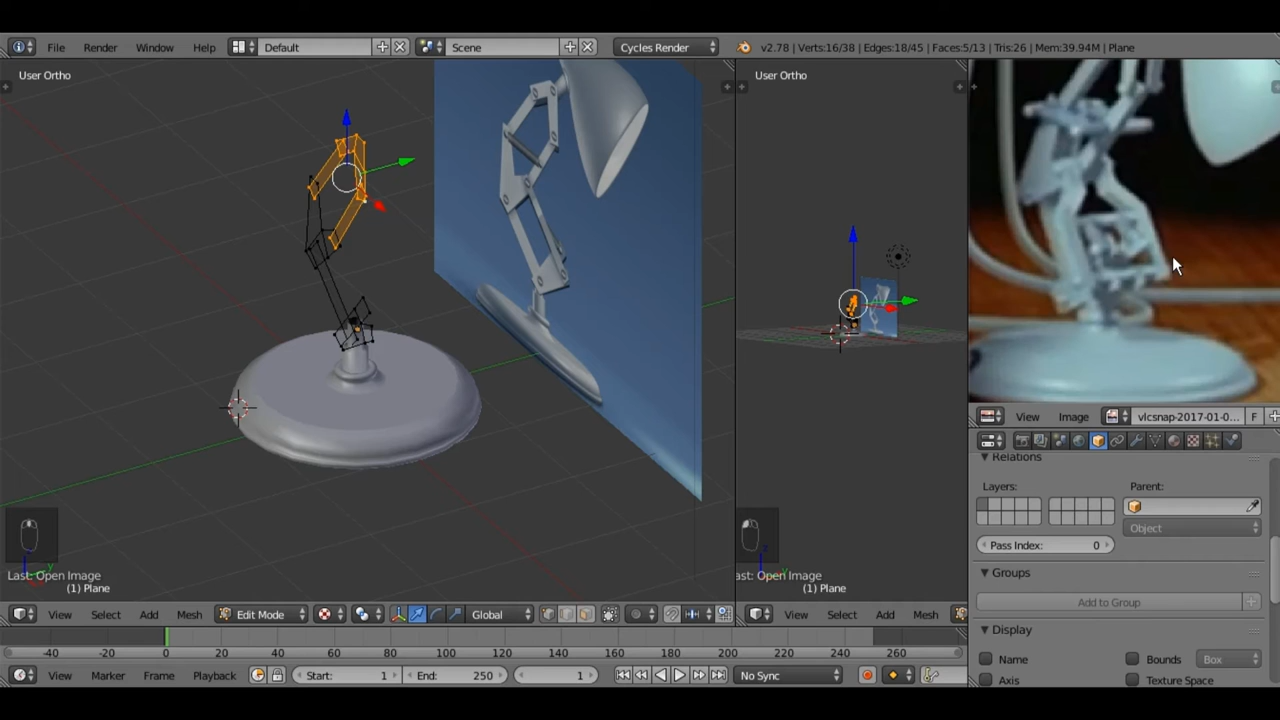 File Render Window Help Default Scene Cycles Render v2.78 | Verts:16/38 | Edges:18/45 | Faces:5/13 | Tris:26 | Mem:39.94M | Plane
User Ortho User Ortho
View Image vlcsnap-2017-01-0... F
Relations
Layers: Parent:
Object
Pass Index: 0
Groups
Add to Group
Display
Name Bounds Box
Axis Texture Space
Last: Open Image ast: Open Image
(1) Plane (1) Plane
View Select Add Mesh Edit Mode Global View Select Add Mesh
-40 -20 0 20 40 60 80 100 120 140 160 180 200 220 240 260
View Marker Frame Playback Start: 1 End: 250 1 No Sync